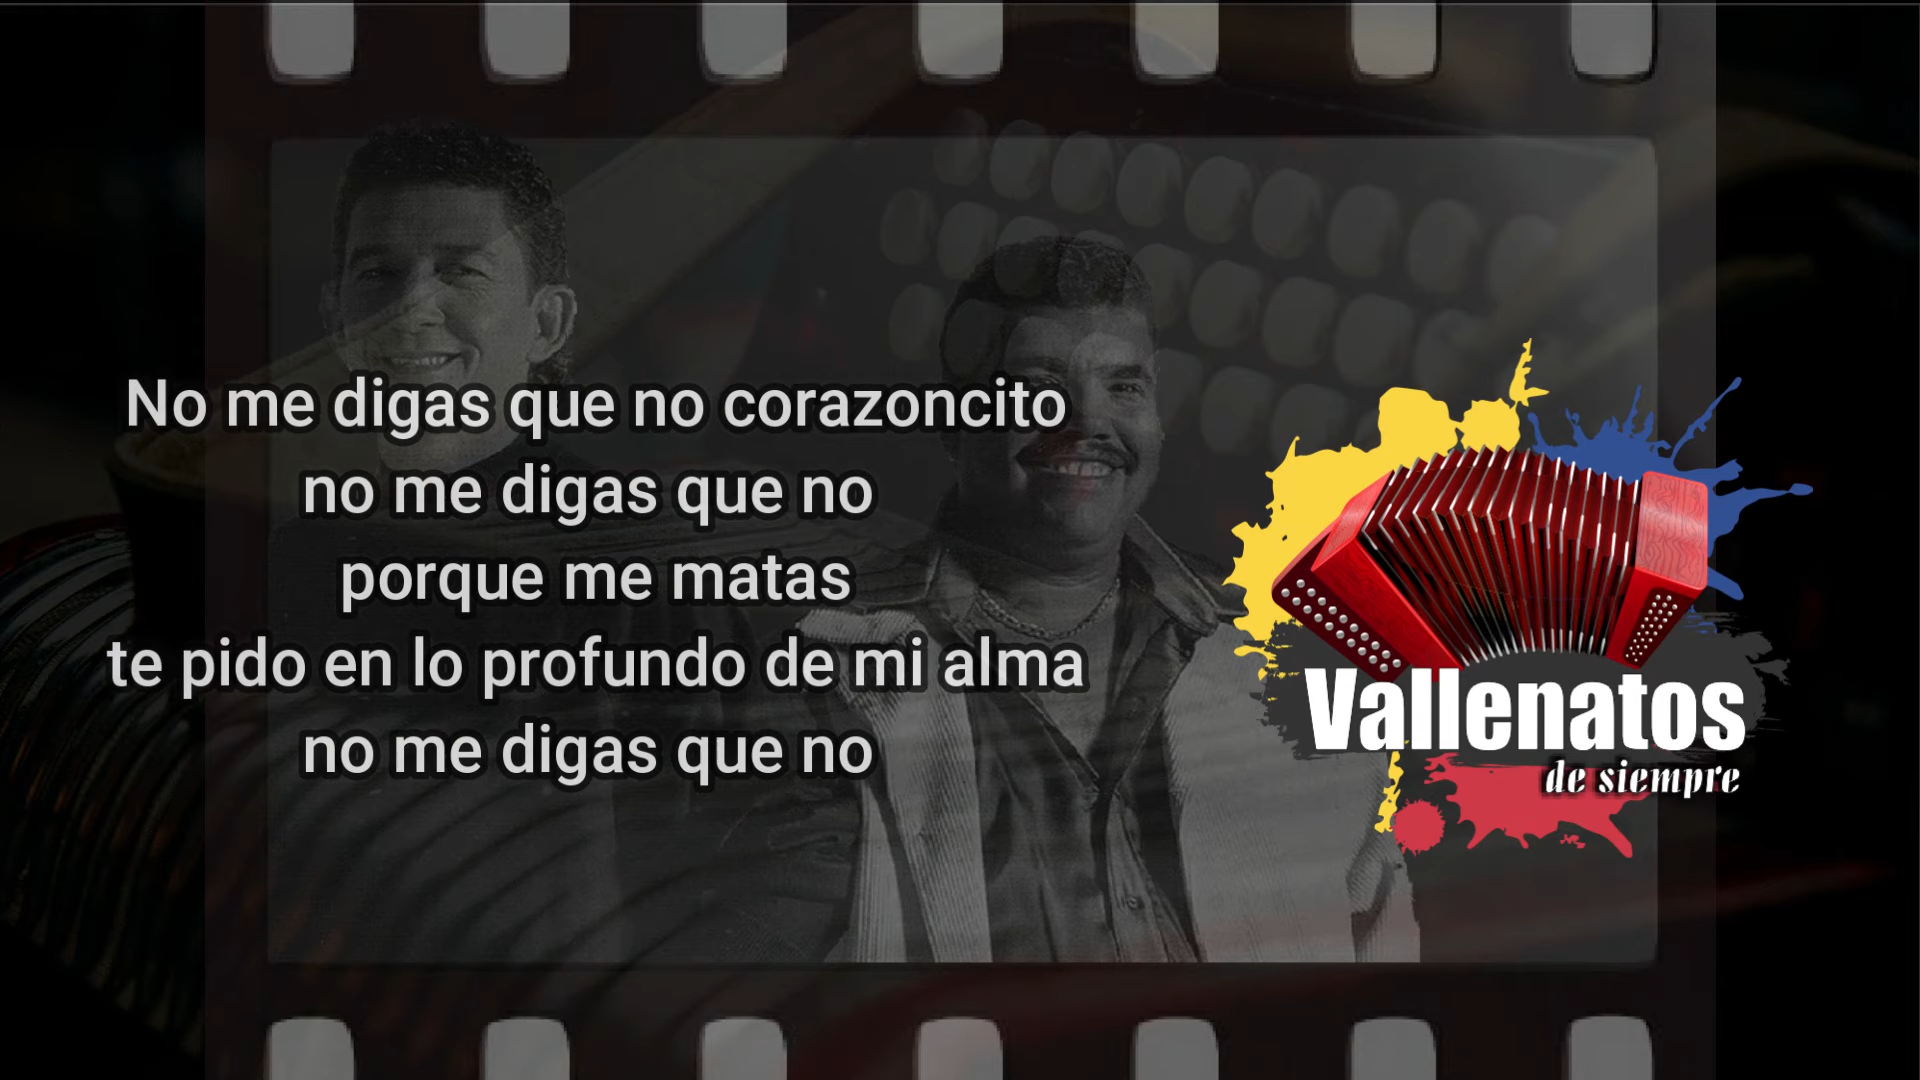 No me digas que no corazoncito
no me digas que no
porque me matas
te pido en lo profundo de mi alma
no me digas que no
Vallenatos
de siempre